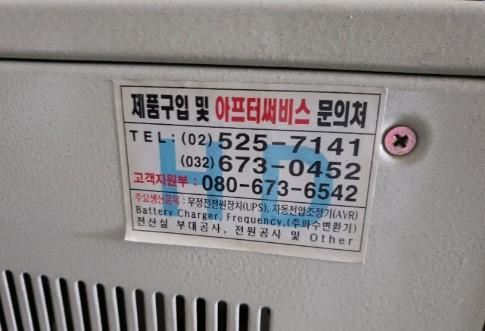 제품구입 및 아프터써비스 문의처
TEL: (02) 525-7141
(032) 673-0452
고객지원부 : 080-673-6542
주요생산품목 : 무정전전원장치(UPS), 자동전압조정기(AVR)
Battery Charger, Frequency,(주파수변환기)
전산실 부대공사, 전원공사 및 Other